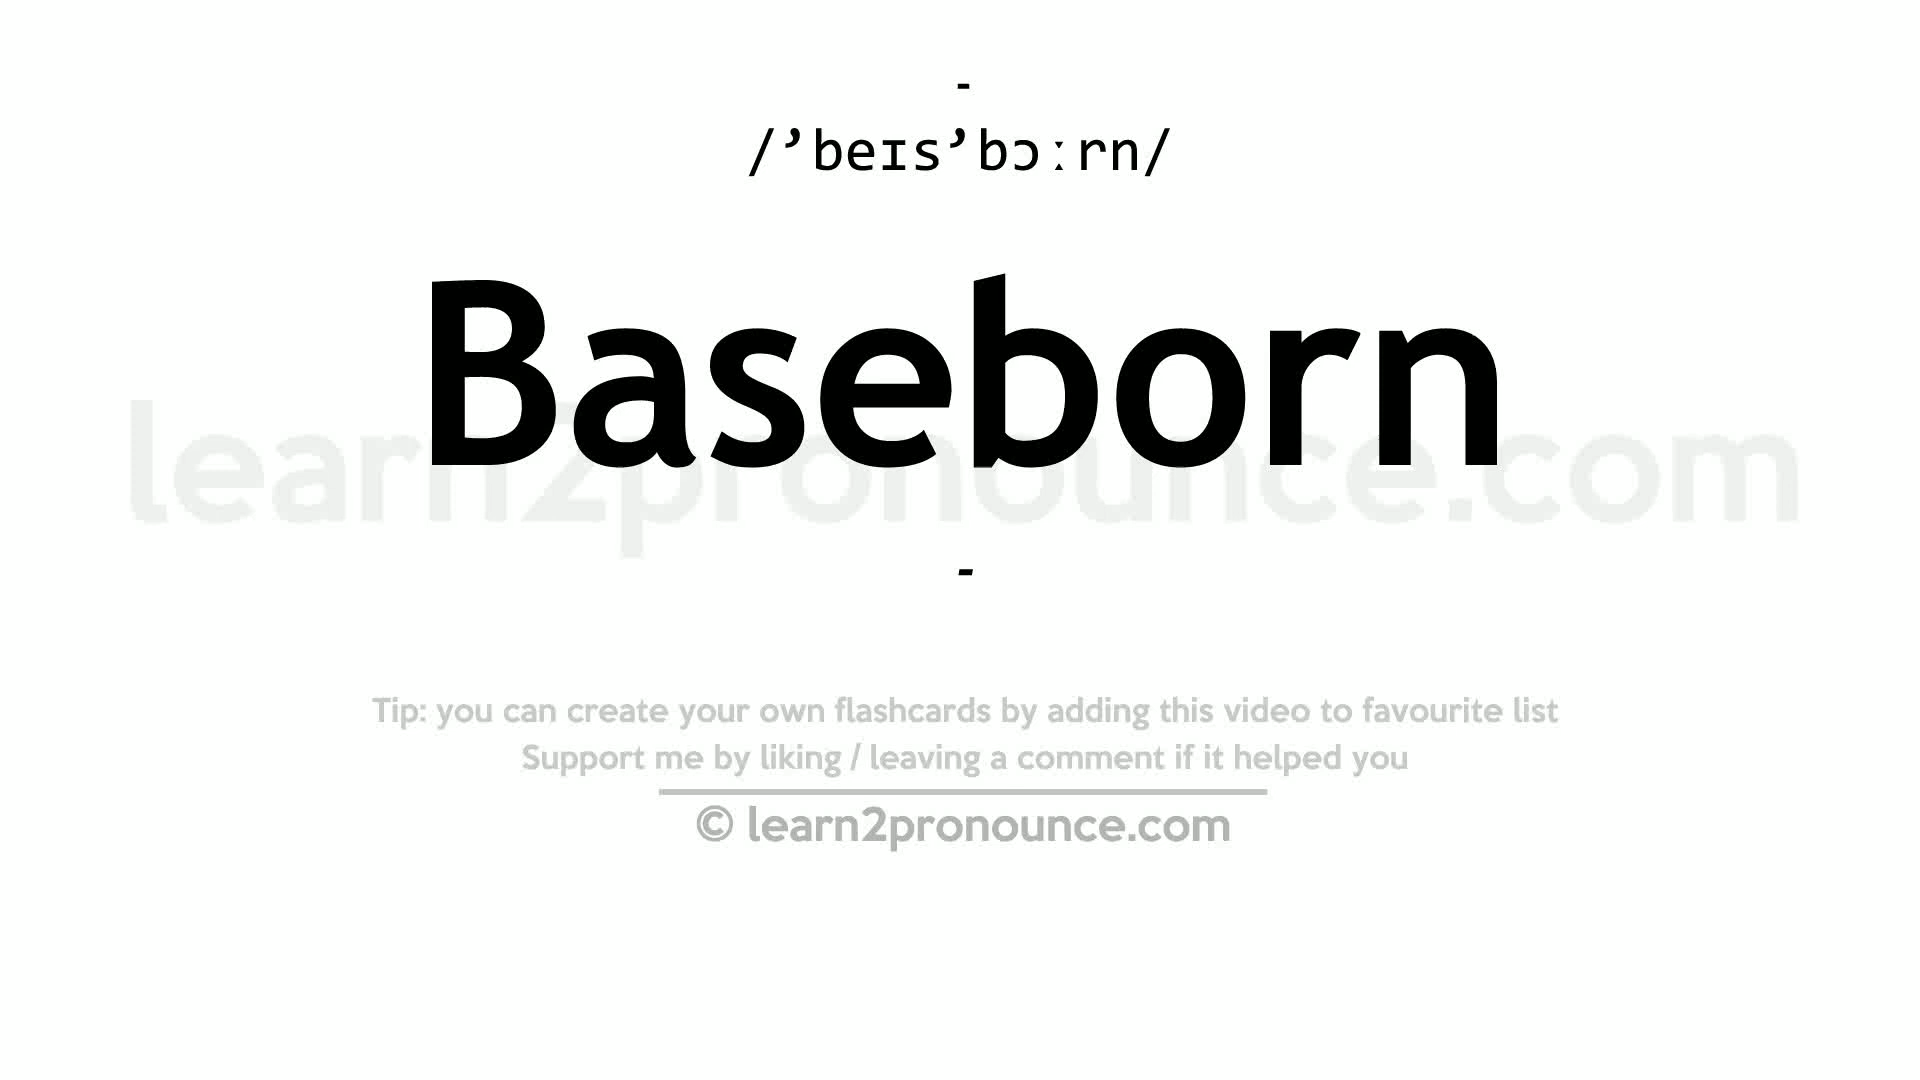 -
/’beɪs’bɔːrn/
Baseborn
learn2pronounce.com
-
Tip: you can create your own flashcards by adding this video to favourite list
Support me by liking / leaving a comment if it helped you
© learn2pronounce.com